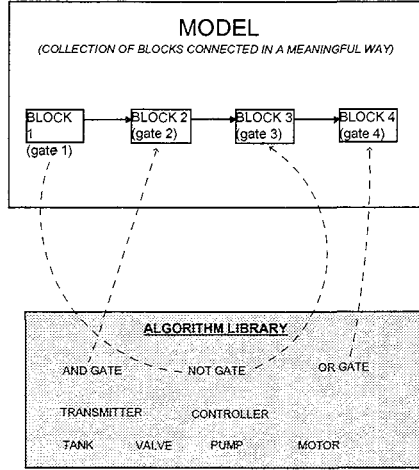 MODEL
(COLLECTION OF BLOCKS CONNECTED IN A MEANINGFUL WAY)
BLOCK 1 (gate 1)
BLOCK 2 (gate 2)
BLOCK 3 (gate 3)
BLOCK 4 (gate 4)
ALGORITHM LIBRARY
AND GATE NOT GATE OR GATE
TRANSMITTER CONTROLLER
TANK VALVE PUMP MOTOR